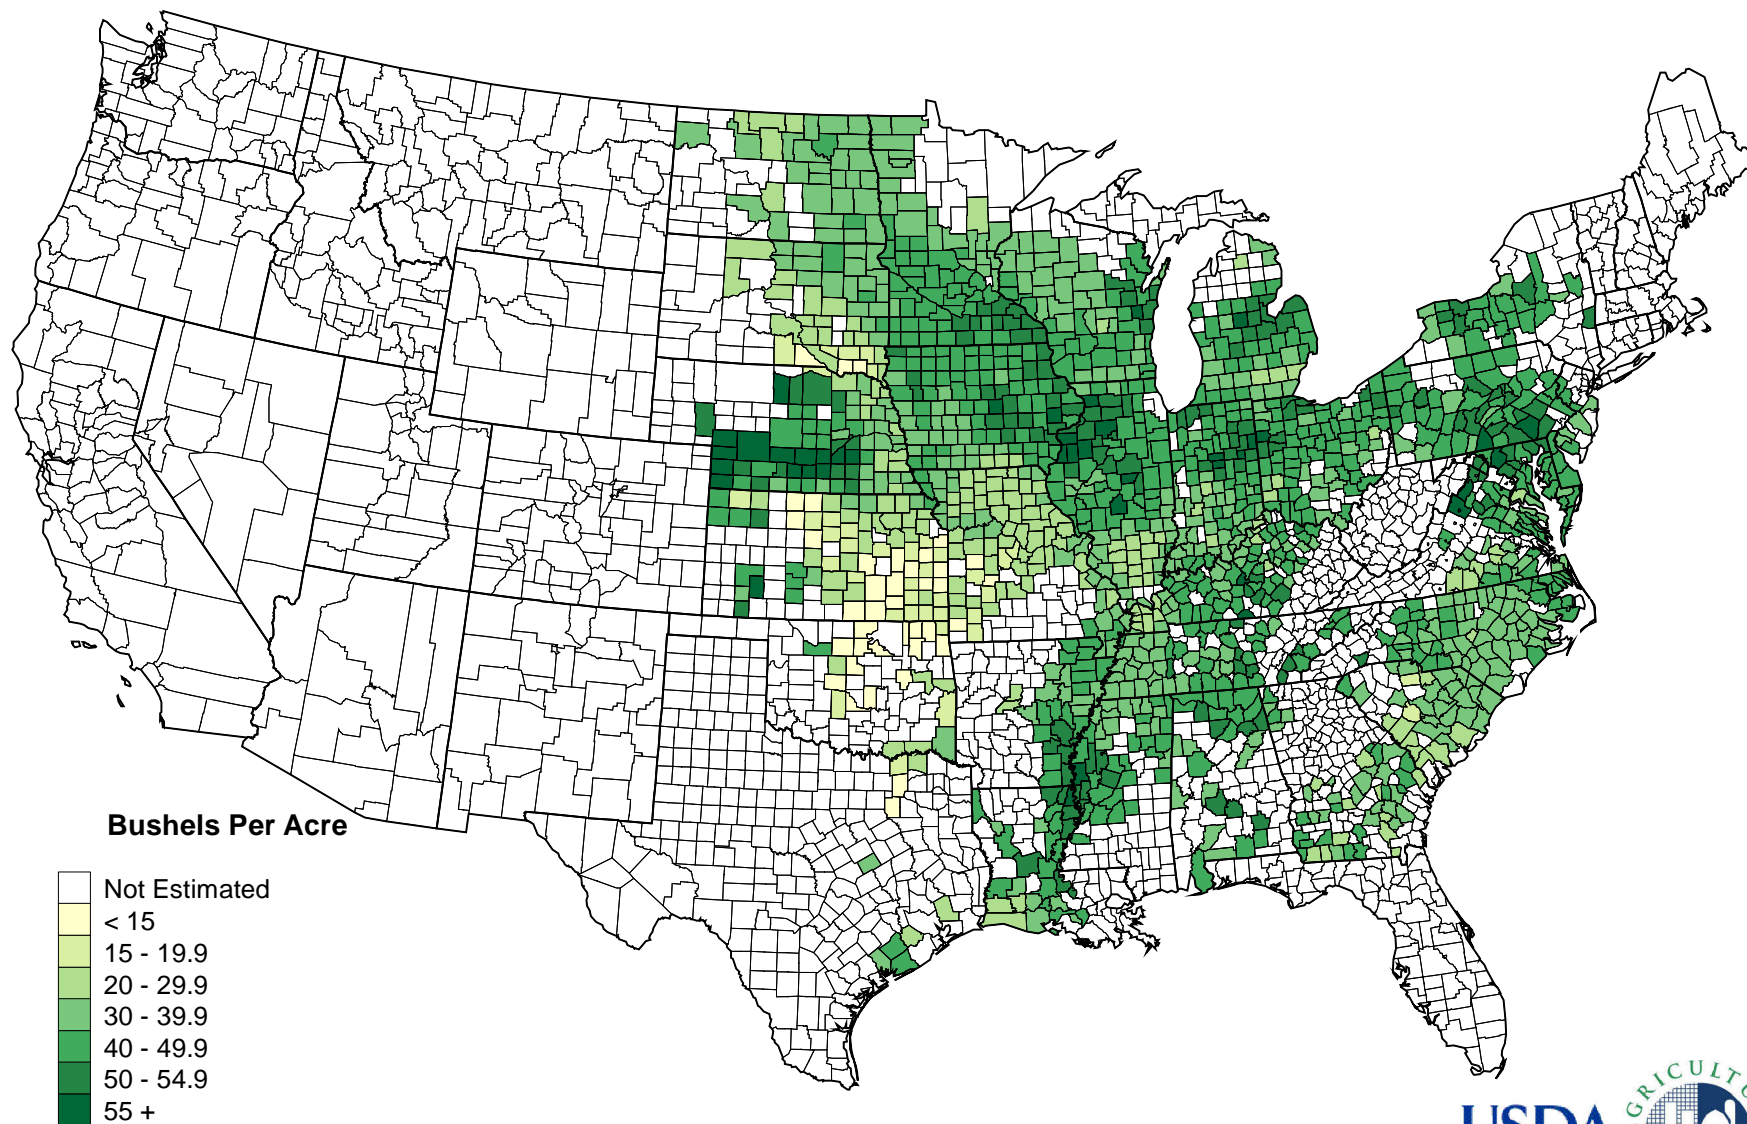 Bushels Per Acre
Not Estimated
< 15
15 - 19.9
20 - 29.9
30 - 39.9
40 - 49.9
50 - 54.9
55 +
USDA